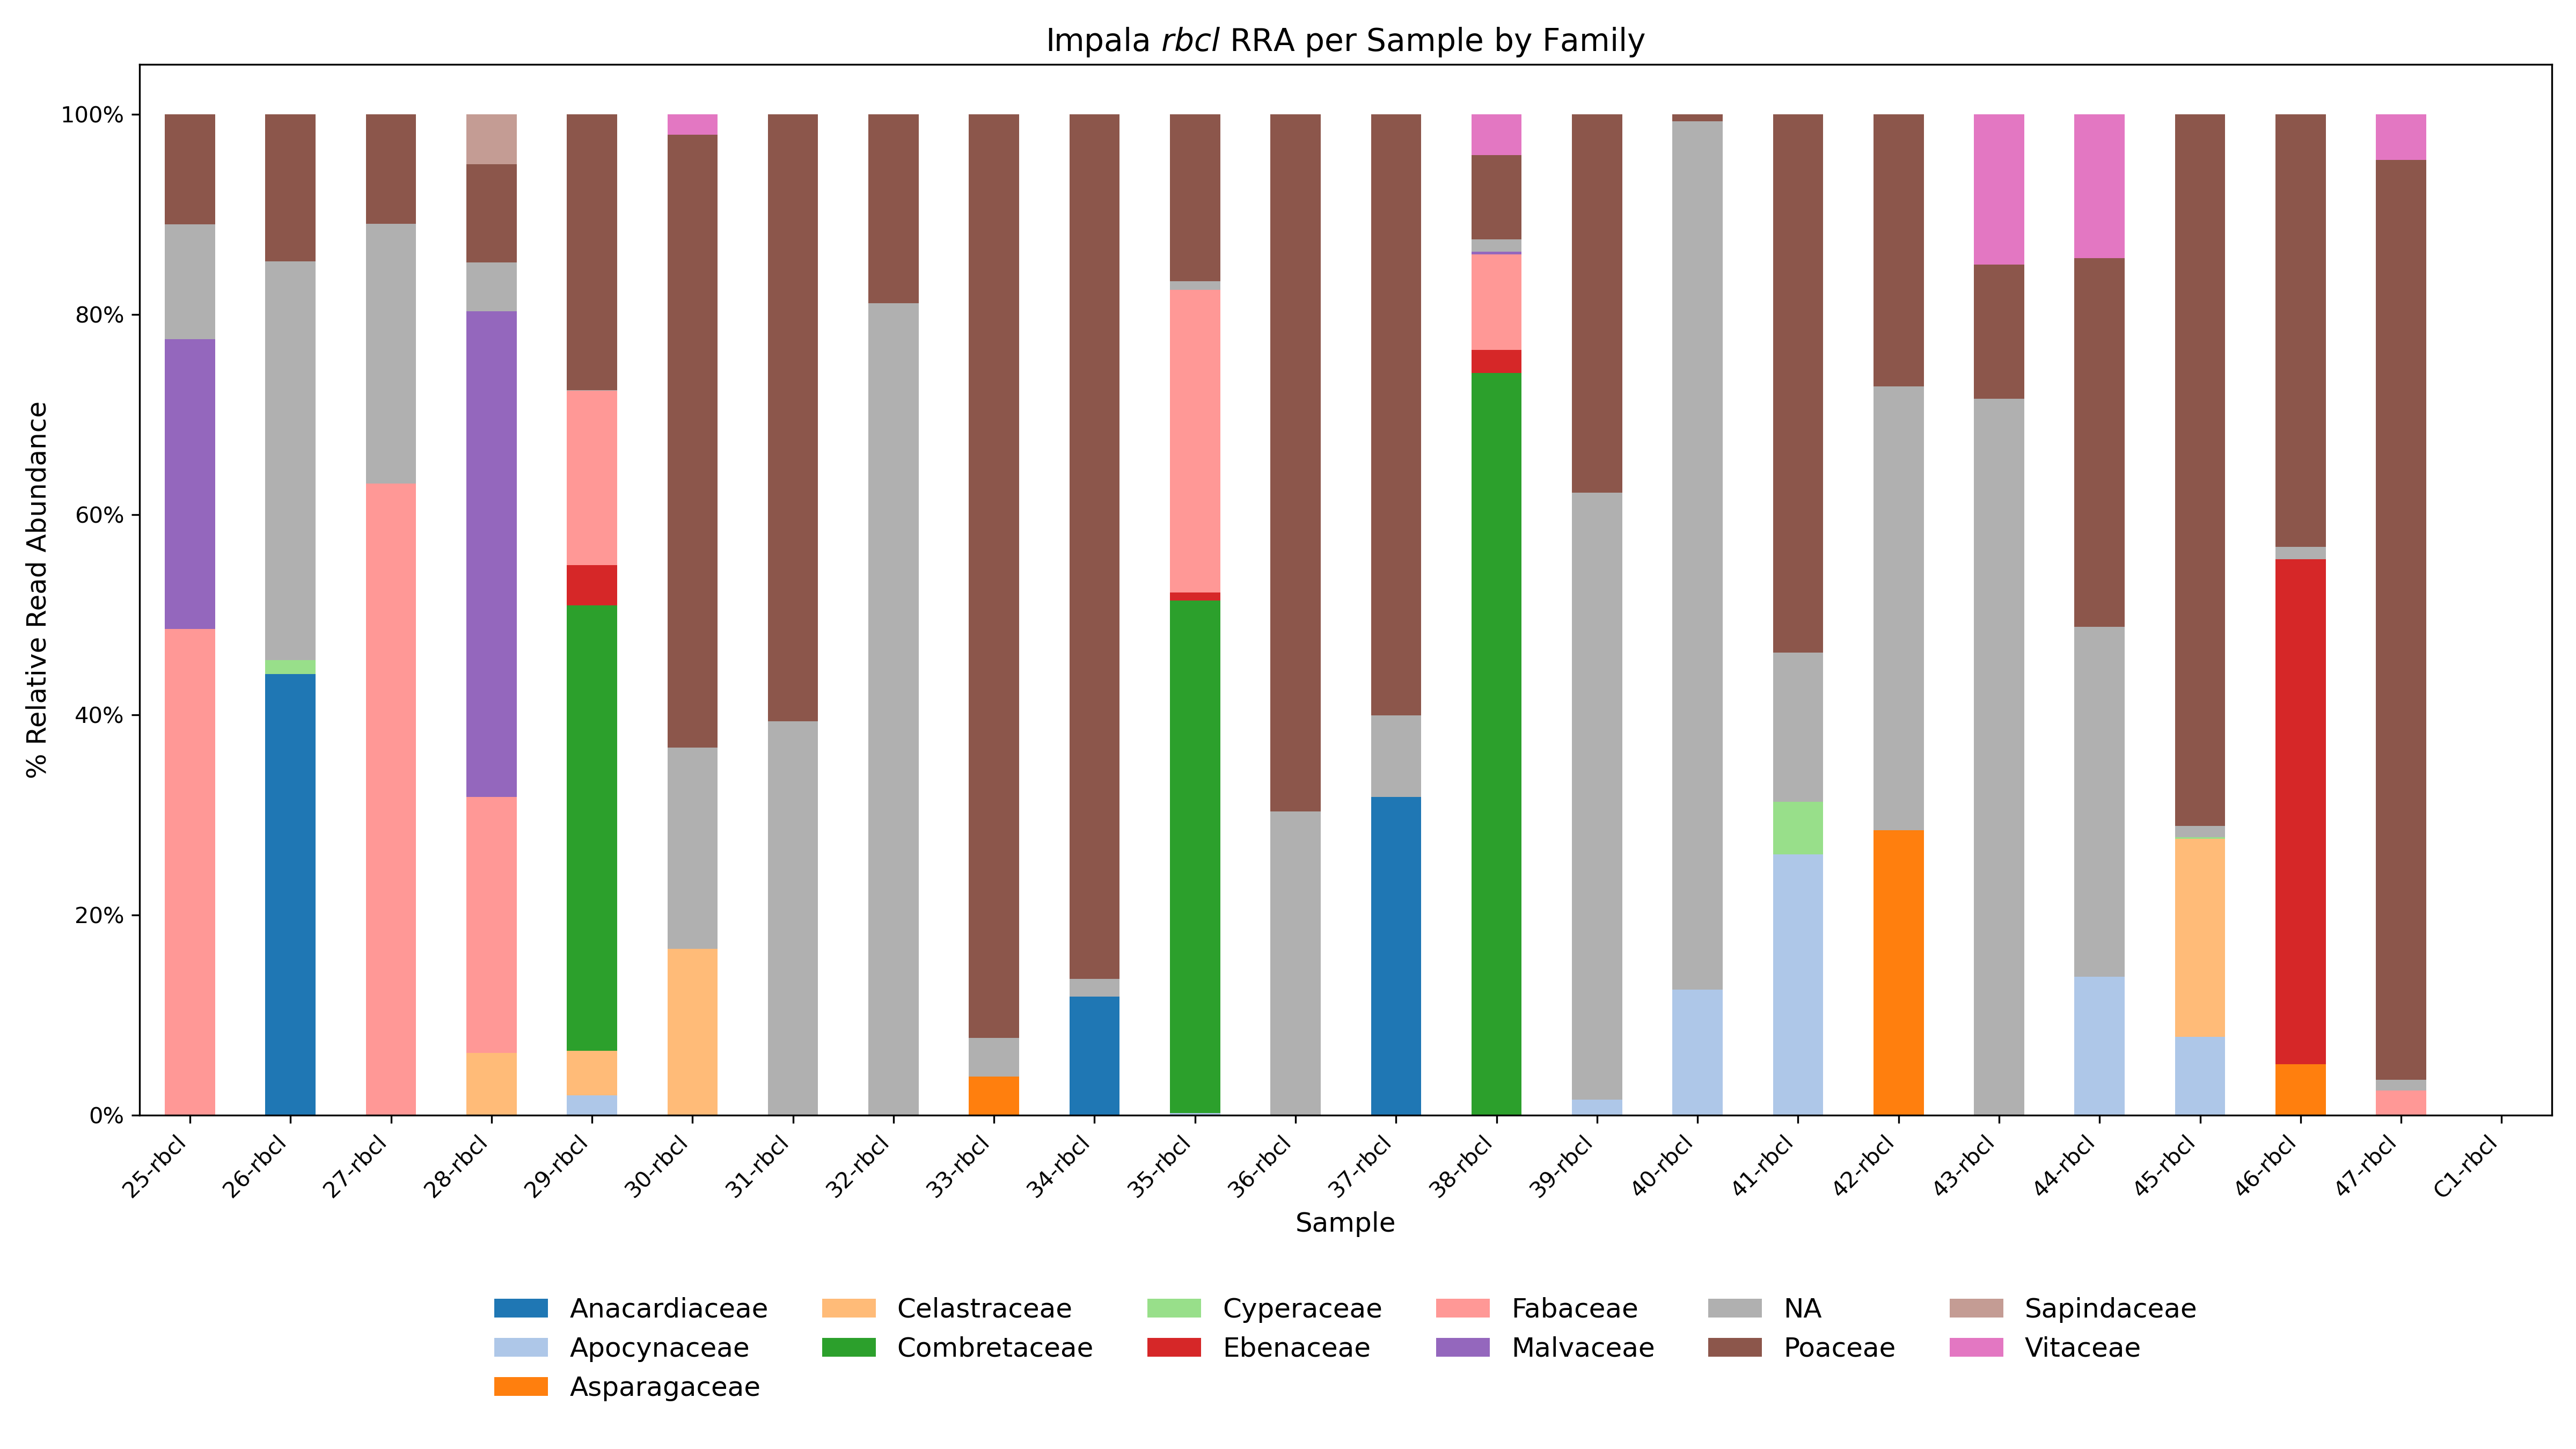 Impala rbcl RRA per Sample by Family
% Relative Read Abundance
100%
80%
60%
40%
20%
0%
25-rbcl
26-rbcl
27-rbcl
28-rbcl
29-rbcl
30-rbcl
31-rbcl
32-rbcl
33-rbcl
34-rbcl
35-rbcl
36-rbcl
37-rbcl
38-rbcl
39-rbcl
40-rbcl
41-rbcl
42-rbcl
43-rbcl
44-rbcl
45-rbcl
46-rbcl
47-rbcl
C1-rbcl
Sample
Anacardiaceae
Apocynaceae
Asparagaceae
Celastraceae
Combretaceae
Cyperaceae
Ebenaceae
Fabaceae
Malvaceae
NA
Poaceae
Sapindaceae
Vitaceae